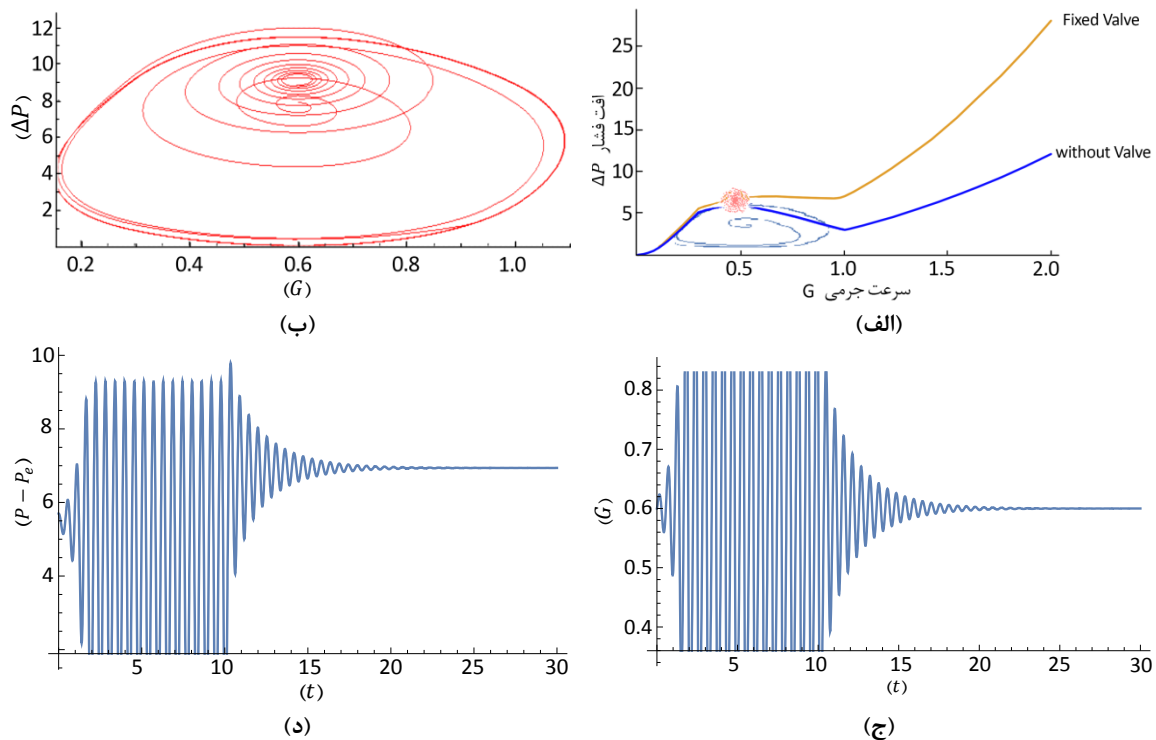 12
10
8
6
4
2
(ΔP)
0.2 0.4 0.6 0.8 1.0
(G)
(ب)
25
20
15
10
5
افت فشار ΔP
Fixed Valve
without Valve
0.5 1.0 1.5 2.0
سرعت جرمی G
(الف)
10
8
6
4
(P − Pₑ)
5 10 15 20 25 30
(t)
(د)
0.8
0.7
0.6
0.5
0.4
(G)
5 10 15 20 25 30
(t)
(ج)